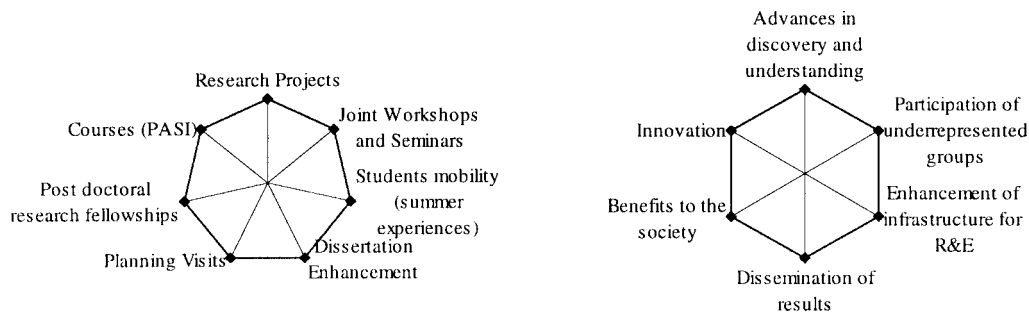 Research Projects
Joint Workshops
and Seminars
Students mobility
(summer
experiences)
Dissertation
Enhancement
Planning Visits
Post doctoral
research fellowships
Courses (PASI)
Advances in
discovery and
understanding
Participation of
underrepresented
groups
Enhancement of
infrastructure for
R&E
Dissemination of
results
Benefits to the
society
Innovation